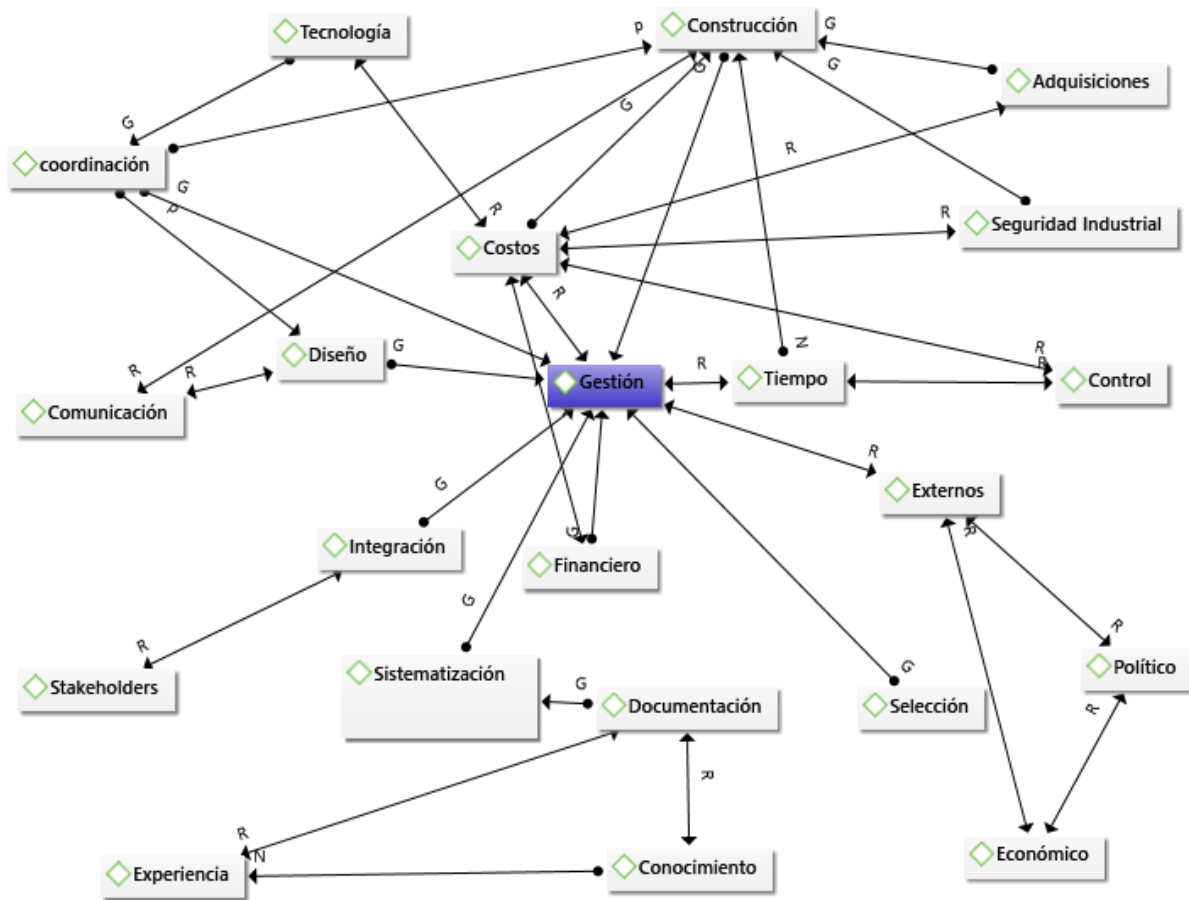 Tecnología
P
Construcción
G
Adquisiciones
G
G
G
G
coordinación
R
G
P
R
R
Seguridad Industrial
Costos
R
N
R
Diseño
G
R
R
Gestión
R
Tiempo
R
R
Control
Comunicación
R
Externos
G
R
Integración
G
Financiero
G
R
R
Stakeholders
Sistematización
G
Documentación
G
Selección
Político
R
R
R
N
Experiencia
Conocimiento
Económico